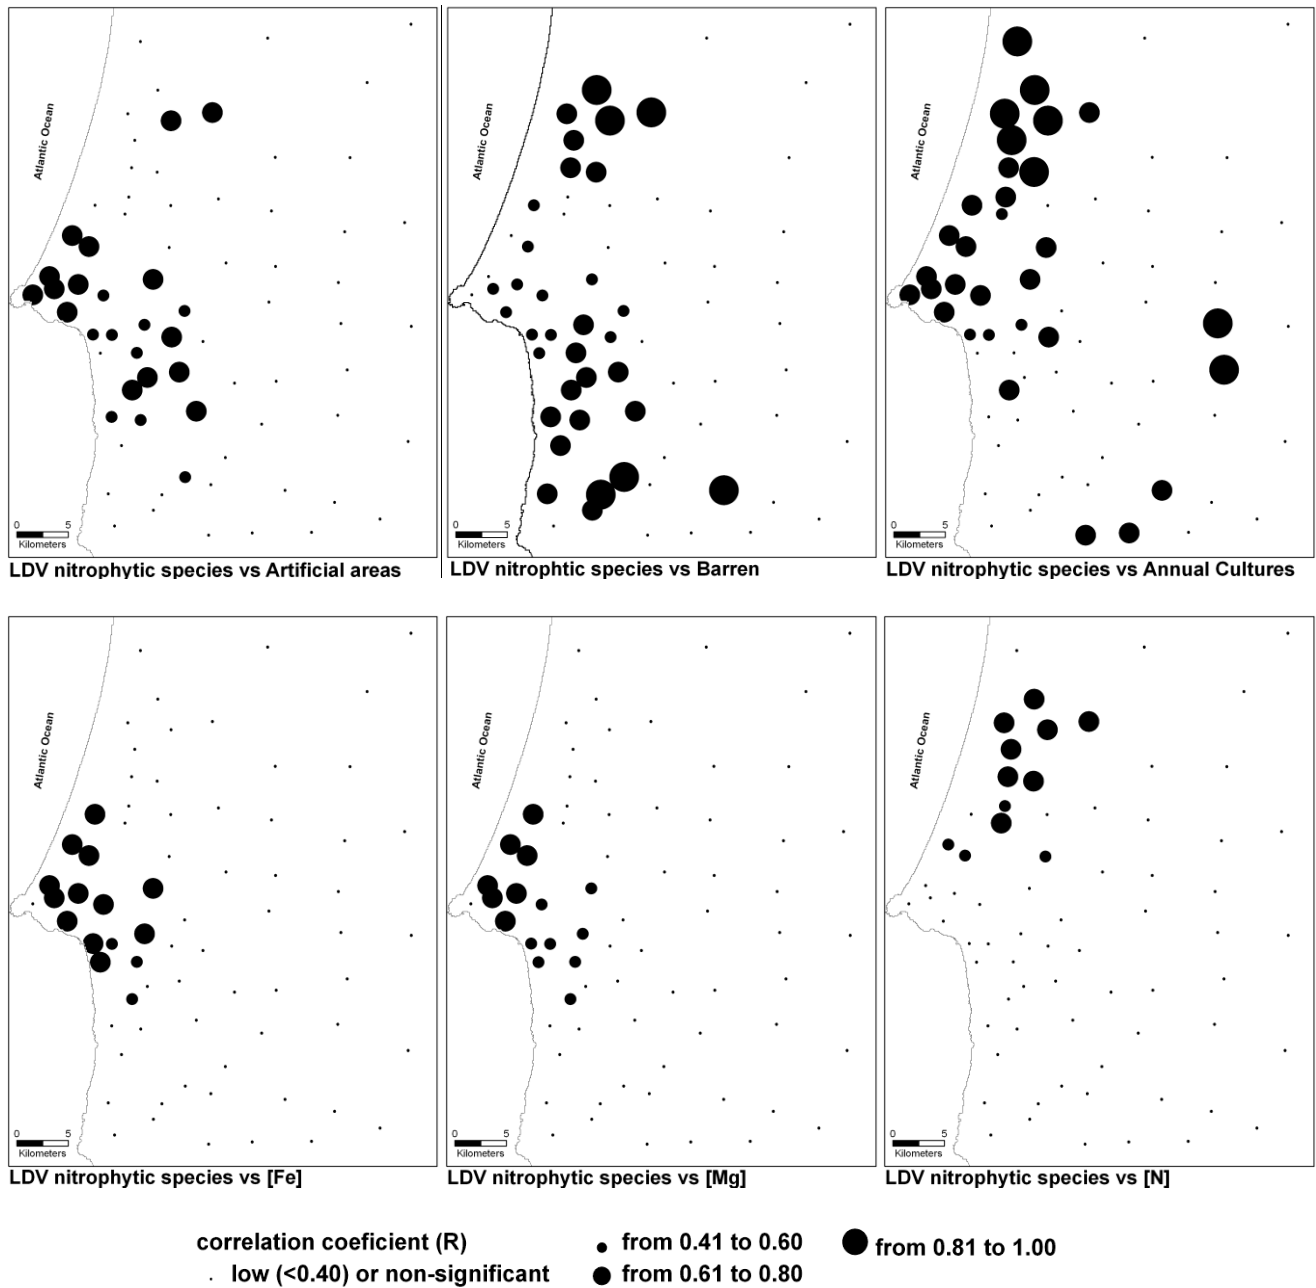 Atlantic Ocean
Atlantic Ocean
Atlantic Ocean
0 5
Kilometers
0 5
Kilometers
0 5
Kilometers
LDV nitrophytic species vs Artificial areas
LDV nitrophtic species vs Barren
LDV nitrophytic species vs Annual Cultures
Atlantic Ocean
Atlantic Ocean
Atlantic Ocean
0 5
Kilometers
0 5
Kilometers
0 5
Kilometers
LDV nitrophytic species vs [Fe]
LDV nitrophytic species vs [Mg]
LDV nitrophytic species vs [N]
correlation coeficient (R)
from 0.41 to 0.60
from 0.81 to 1.00
low (<0.40) or non-significant
from 0.61 to 0.80